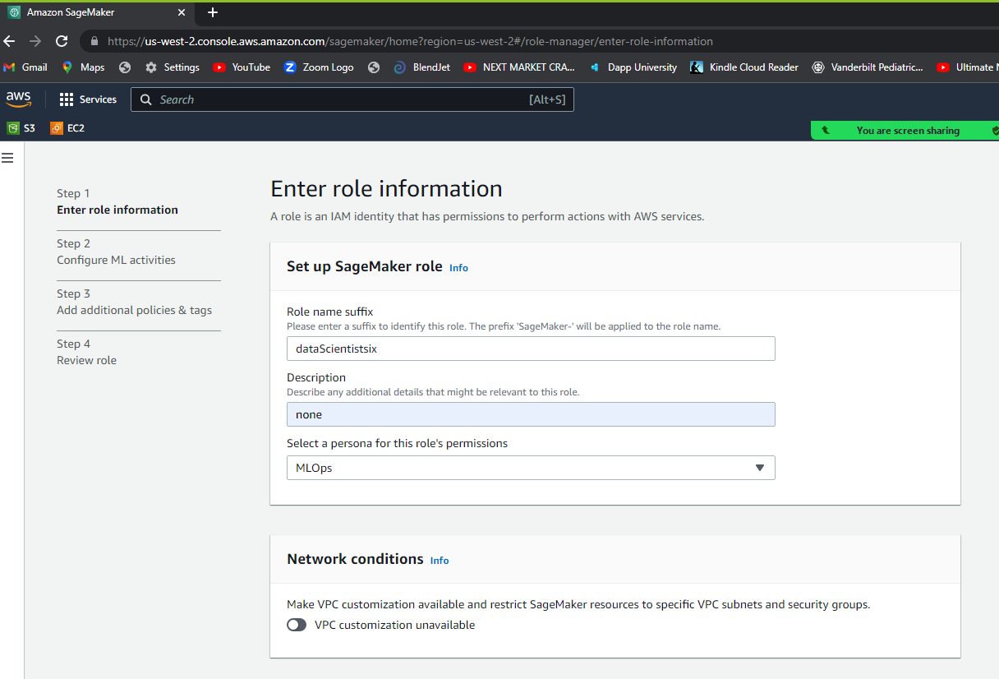 Amazon SageMaker
https://us-west-2.console.aws.amazon.com/sagemaker/home?region=us-west-2#/role-manager/enter-role-information
Gmail Maps Settings YouTube Zoom Logo BlendJet NEXT MARKET CRA... Dapp University Kindle Cloud Reader Vanderbilt Pediatric... Ultimate
aws Services Search [Alt+S]
S3 EC2
You are screen sharing
Step 1
Enter role information
Step 2
Configure ML activities
Step 3
Add additional policies & tags
Step 4
Review role
Enter role information
A role is an IAM identity that has permissions to perform actions with AWS services.
Set up SageMaker role Info
Role name suffix
Please enter a suffix to identify this role. The prefix 'SageMaker-' will be applied to the role name.
dataScientistsix
Description
Describe any additional details that might be relevant to this role.
none
Select a persona for this role's permissions
MLOps
Network conditions Info
Make VPC customization available and restrict SageMaker resources to specific VPC subnets and security groups.
VPC customization unavailable